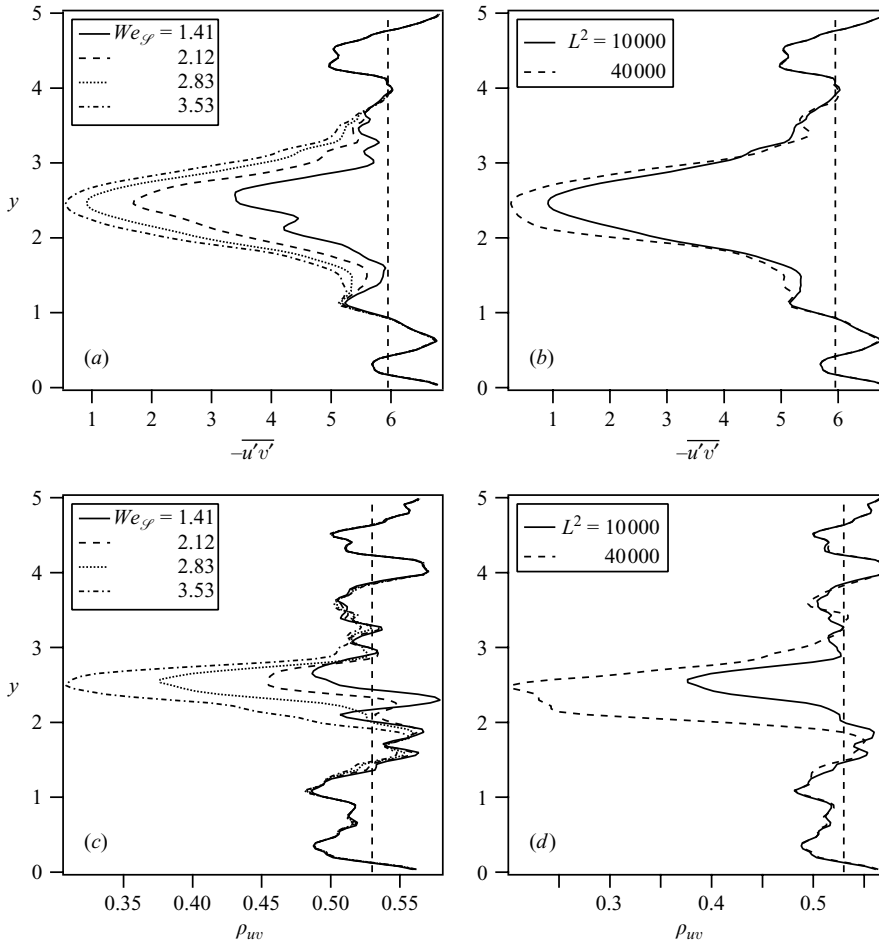 5
4
3
y
2
1
0
We𝒮 = 1.41
2.12
2.83
3.53
(a)
1 2 3 4 5 6
–u′v′
5
4
3
2
1
0
L² = 10000
40000
(b)
1 2 3 4 5 6
–u′v′
5
4
3
y
2
1
0
We𝒮 = 1.41
2.12
2.83
3.53
(c)
0.35 0.40 0.45 0.50 0.55
ρuv
5
4
3
2
1
0
L² = 10000
40000
(d)
0.3 0.4 0.5
ρuv